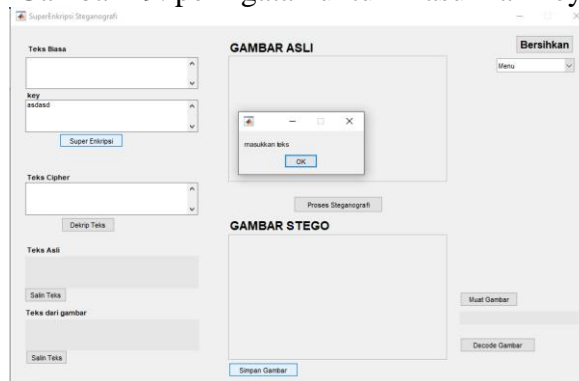 SuperEnkripsi Steganografi
Teks Biasa
key
asdasd
Super Enkripsi
Teks Cipher
Dekrip Teks
Teks Asli
Salin Teks
Teks dari gambar
Salin Teks
GAMBAR ASLI
masukkan teks
OK
Proses Steganografi
GAMBAR STEGO
Simpan Gambar
Bersihkan
Menu
Muat Gambar
Decode Gambar